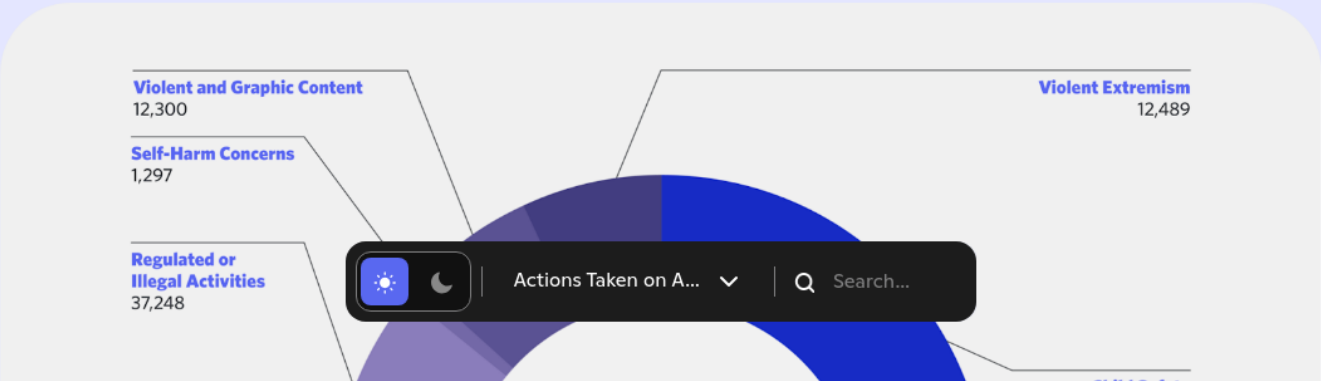 Violent and Graphic Content
12,300
Violent Extremism
12,489
Self-Harm Concerns
1,297
Regulated or
Illegal Activities
37,248
Actions Taken on A...
Search...